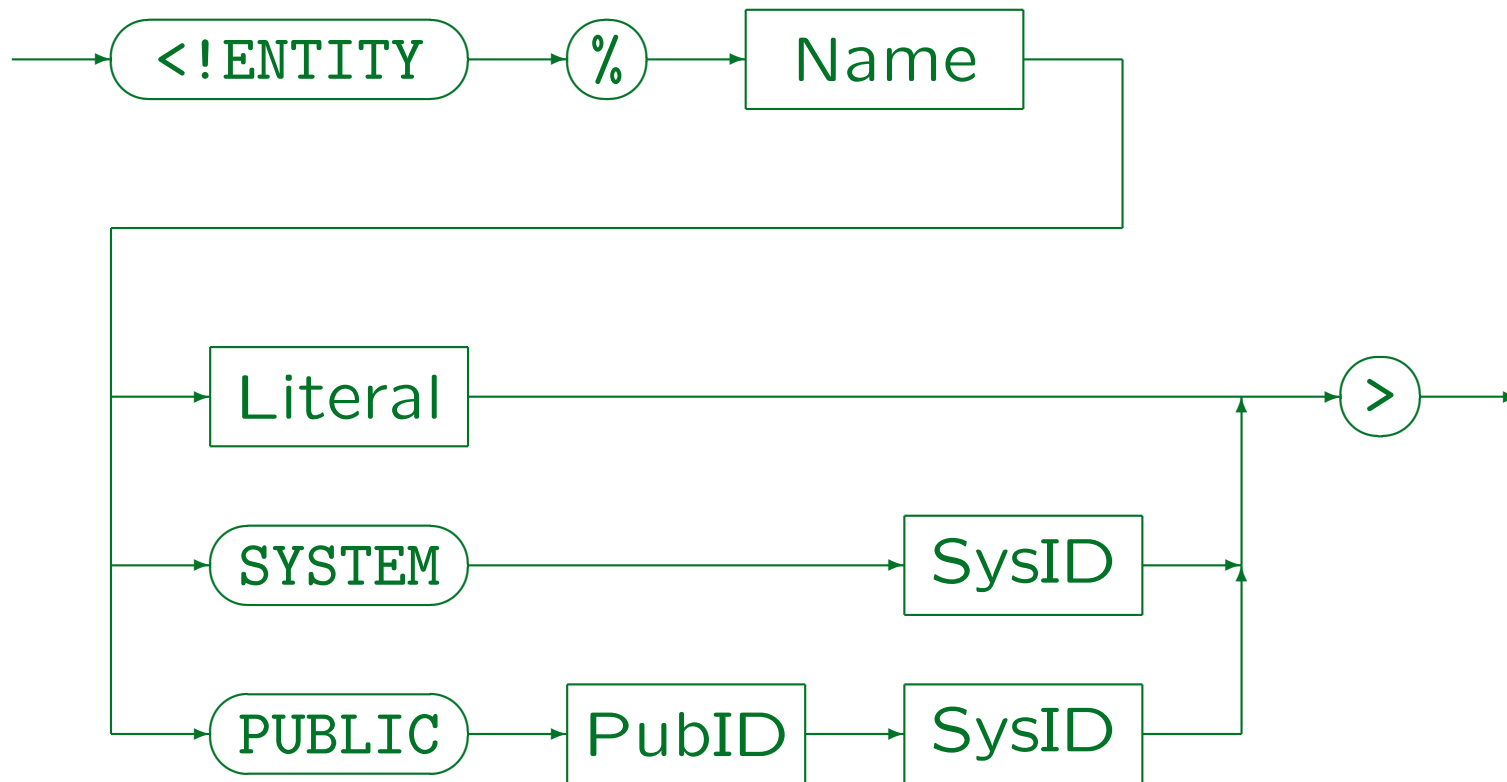 <!ENTITY % Name
Literal >
SYSTEM SysID
PUBLIC PubID SysID